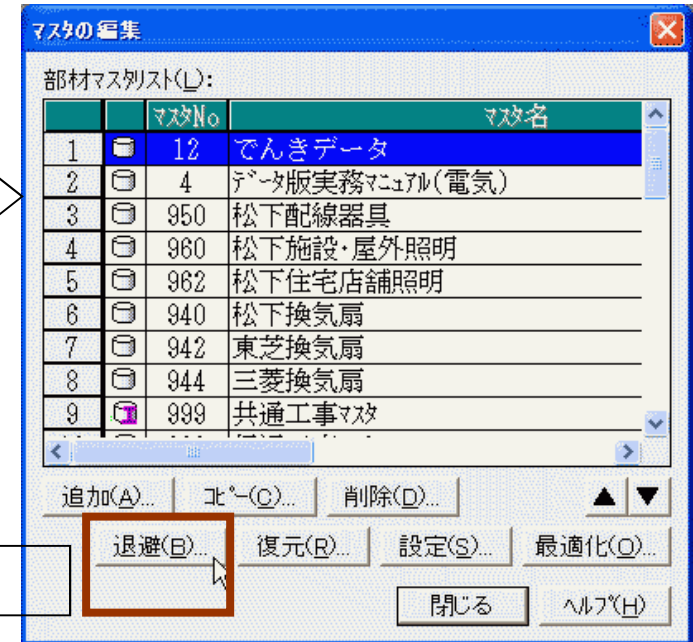 マスタの編集
部材マスタリスト(L):
マスタNo マスタ名
1 12 でんきデータ
2 4 データ版実務マニュアル(電気)
3 950 松下配線器具
4 960 松下施設・屋外照明
5 962 松下住宅店舗照明
6 940 松下換気扇
7 942 東芝換気扇
8 944 三菱換気扇
9 999 共通工事マスタ
追加(A)... コピー(C)... 削除(D)... ▲ ▼
退避(B)... 復元(R)... 設定(S)... 最適化(O)...
閉じる ヘルプ(H)